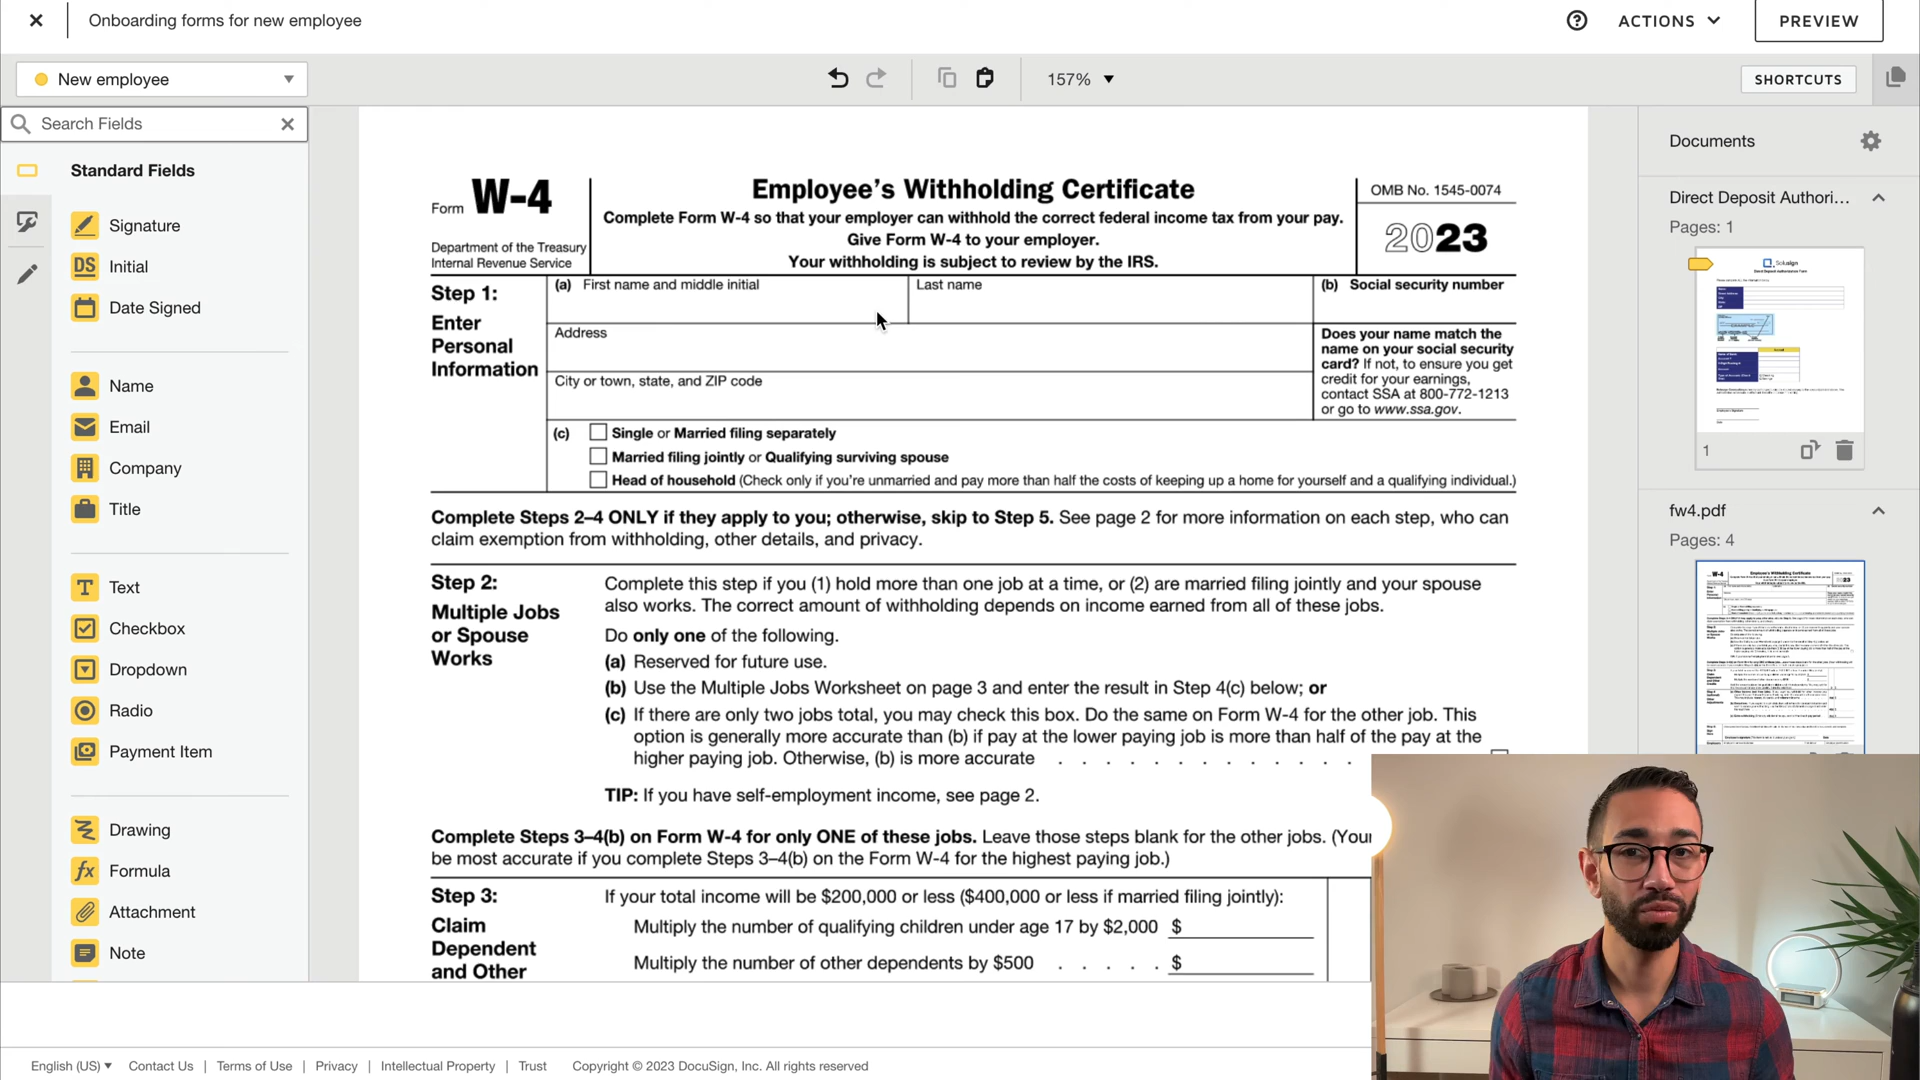 Onboarding forms for new employee
ACTIONS
PREVIEW
New employee
157%
SHORTCUTS
Search Fields
Standard Fields
Signature
DS Initial
Date Signed
Name
Email
Company
Title
T Text
Checkbox
Dropdown
Radio
Payment Item
Drawing
fx Formula
Attachment
Note
Form W-4
Department of the Treasury
Internal Revenue Service
Employee's Withholding Certificate
Complete Form W-4 so that your employer can withhold the correct federal income tax from your pay.
Give Form W-4 to your employer.
Your withholding is subject to review by the IRS.
OMB No. 1545-0074
2023
Step 1:
Enter
Personal
Information
(a) First name and middle initial
Last name
(b) Social security number
Address
City or town, state, and ZIP code
Does your name match the
name on your social security
card? If not, to ensure you get
credit for your earnings,
contact SSA at 800-772-1213
or go to www.ssa.gov.
(c) Single or Married filing separately
Married filing jointly or Qualifying surviving spouse
Head of household (Check only if you're unmarried and pay more than half the costs of keeping up a home for yourself and a qualifying individual.)
Complete Steps 2–4 ONLY if they apply to you; otherwise, skip to Step 5. See page 2 for more information on each step, who can
claim exemption from withholding, other details, and privacy.
Step 2:
Multiple Jobs
or Spouse
Works
Complete this step if you (1) hold more than one job at a time, or (2) are married filing jointly and your spouse
also works. The correct amount of withholding depends on income earned from all of these jobs.
Do only one of the following.
(a) Reserved for future use.
(b) Use the Multiple Jobs Worksheet on page 3 and enter the result in Step 4(c) below; or
(c) If there are only two jobs total, you may check this box. Do the same on Form W-4 for the other job. This
option is generally more accurate than (b) if pay at the lower paying job is more than half of the pay at the
higher paying job. Otherwise, (b) is more accurate . . . . . . . . . . . . .
TIP: If you have self-employment income, see page 2.
Complete Steps 3–4(b) on Form W-4 for only ONE of these jobs. Leave those steps blank for the other jobs. (Your
be most accurate if you complete Steps 3–4(b) on the Form W-4 for the highest paying job.)
Step 3:
Claim
Dependent
and Other
If your total income will be $200,000 or less ($400,000 or less if married filing jointly):
Multiply the number of qualifying children under age 17 by $2,000 $
Multiply the number of other dependents by $500 . . . . . $
Documents
Direct Deposit Authori...
Pages: 1
Solusign
Direct Deposit Authorization Form
1
fw4.pdf
Pages: 4
W-4
Employee's Withholding Certificate
2023
English (US) Contact Us | Terms of Use | Privacy | Intellectual Property | Trust
Copyright © 2023 DocuSign, Inc. All rights reserved